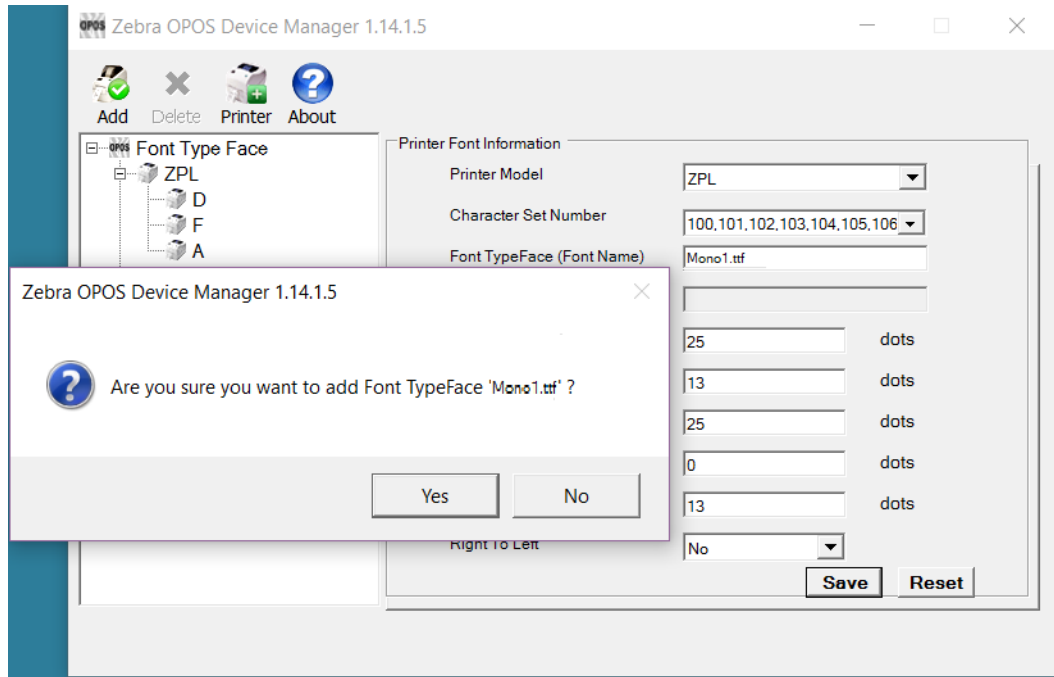 OPOS Zebra OPOS Device Manager 1.14.1.5
Add Delete Printer About
OPOS Font Type Face
ZPL
D
F
A
Printer Font Information
Printer Model ZPL
Character Set Number 100,101,102,103,104,105,106
Font TypeFace (Font Name) Mono1.ttf
Zebra OPOS Device Manager 1.14.1.5
Are you sure you want to add Font TypeFace 'Mono1.ttf' ?
Yes No
25 dots
13 dots
25 dots
0 dots
13 dots
Right To Left No
Save Reset